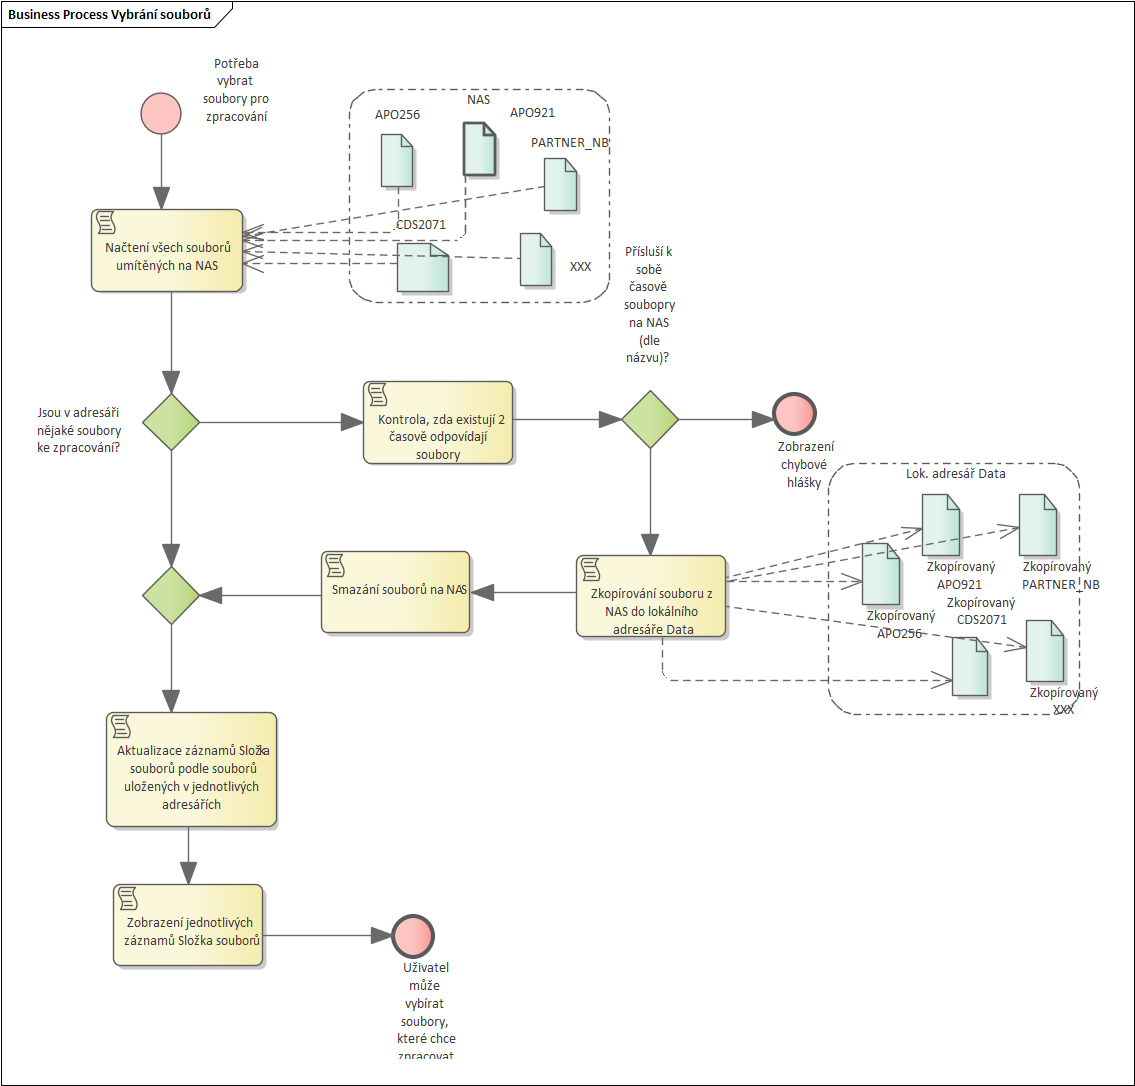 Business Process Vybrání souborů
Potřeba
vybrat
soubory pro
zpracování
NAS
APO256
APO921
PARTNER_NB
CDS2071
XXX
Načtení všech souborů
umítěných na NAS
Přísluší k
sobě
časově
soubopry
na NAS
(dle
názvu)?
Jsou v adresáři
nějaké soubory
ke zpracování?
Kontrola, zda existují 2
časově odpovídají
soubory
Zobrazení
chybové
hlášky
Lok. adresář Data
Zkopírovaný
APO921
Zkopírovaný
PARTNER_NB
Zkopírovaný
APO256
Zkopírovaný
CDS2071
Zkopírovaný
XXX
Smazání souborů na NAS
Zkopírování souboru z
NAS do lokálního
adresáře Data
Aktualizace záznamů Složka
souborů podle souborů
uložených v jednotlivých
adresářích
Zobrazení jednotlivých
záznamů Složka souborů
Uživatel
může
vybírat
soubory,
které chce
zpracovat